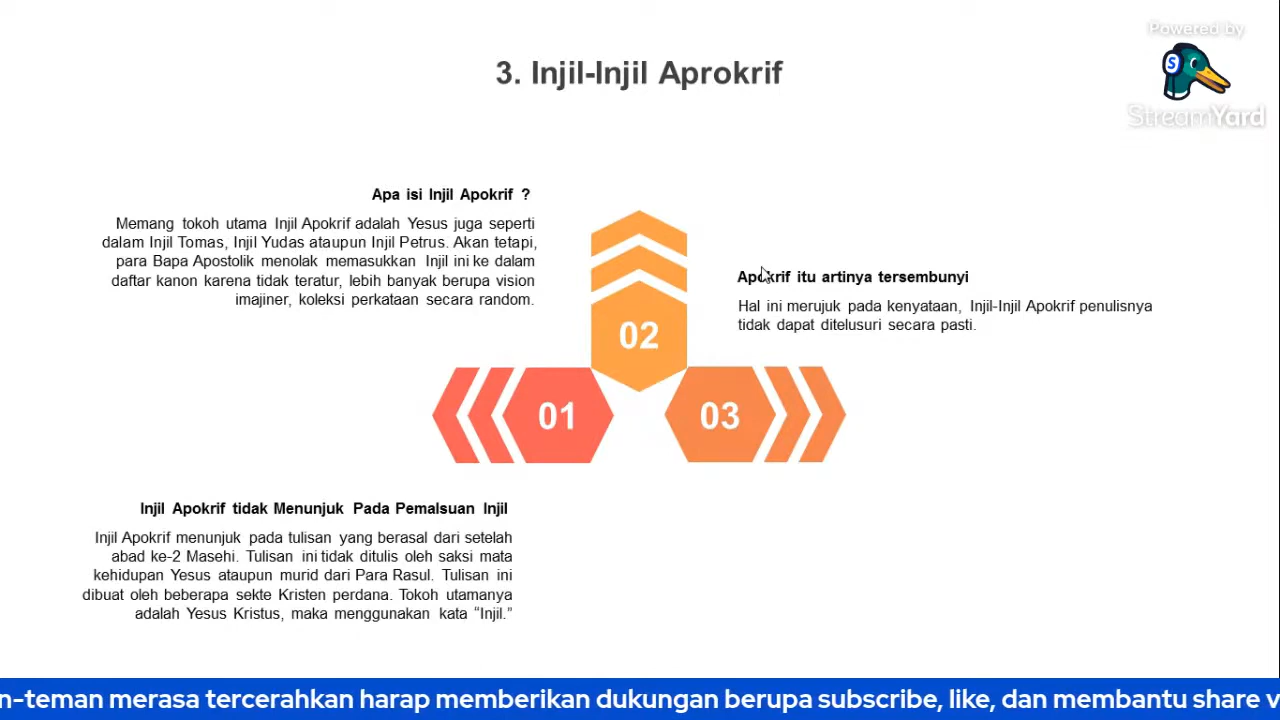 Powered by
StreamYard
3. Injil-Injil Aprokrif
Apa isi Injil Apokrif ?
Memang tokoh utama Injil Apokrif adalah Yesus juga seperti
dalam Injil Tomas, Injil Yudas ataupun Injil Petrus. Akan tetapi,
para Bapa Apostolik menolak memasukkan Injil ini ke dalam
daftar kanon karena tidak teratur, lebih banyak berupa vision
imajiner, koleksi perkataan secara random.
Apokrif itu artinya tersembunyi
Hal ini merujuk pada kenyataan, Injil-Injil Apokrif penulisnya
tidak dapat ditelusuri secara pasti.
02
01
03
Injil Apokrif tidak Menunjuk Pada Pemalsuan Injil
Injil Apokrif menunjuk pada tulisan yang berasal dari setelah
abad ke-2 Masehi. Tulisan ini tidak ditulis oleh saksi mata
kehidupan Yesus ataupun murid dari Para Rasul. Tulisan ini
dibuat oleh beberapa sekte Kristen perdana. Tokoh utamanya
adalah Yesus Kristus, maka menggunakan kata “Injil.”
n-teman merasa tercerahkan harap memberikan dukungan berupa subscribe, like, dan membantu share v